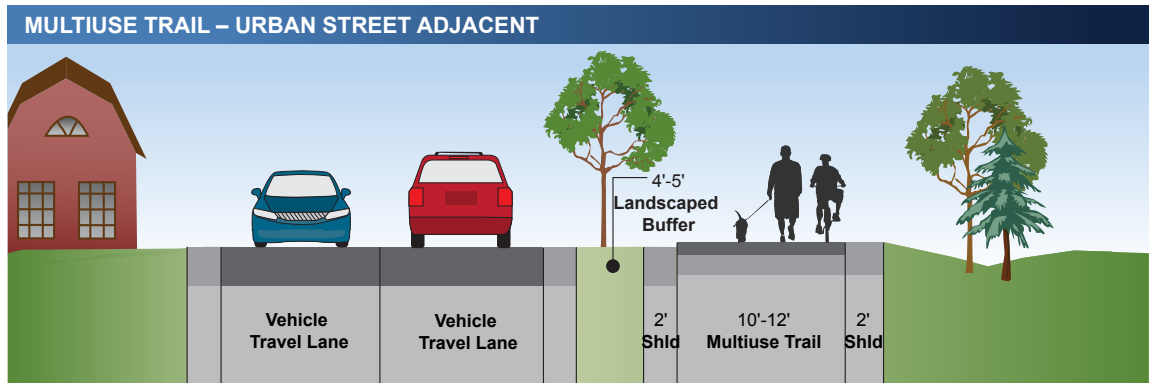 MULTIUSE TRAIL – URBAN STREET ADJACENT
4'-5'
Landscaped
Buffer
Vehicle
Travel Lane
Vehicle
Travel Lane
2'
Shld
10'-12'
Multiuse Trail
2'
Shld